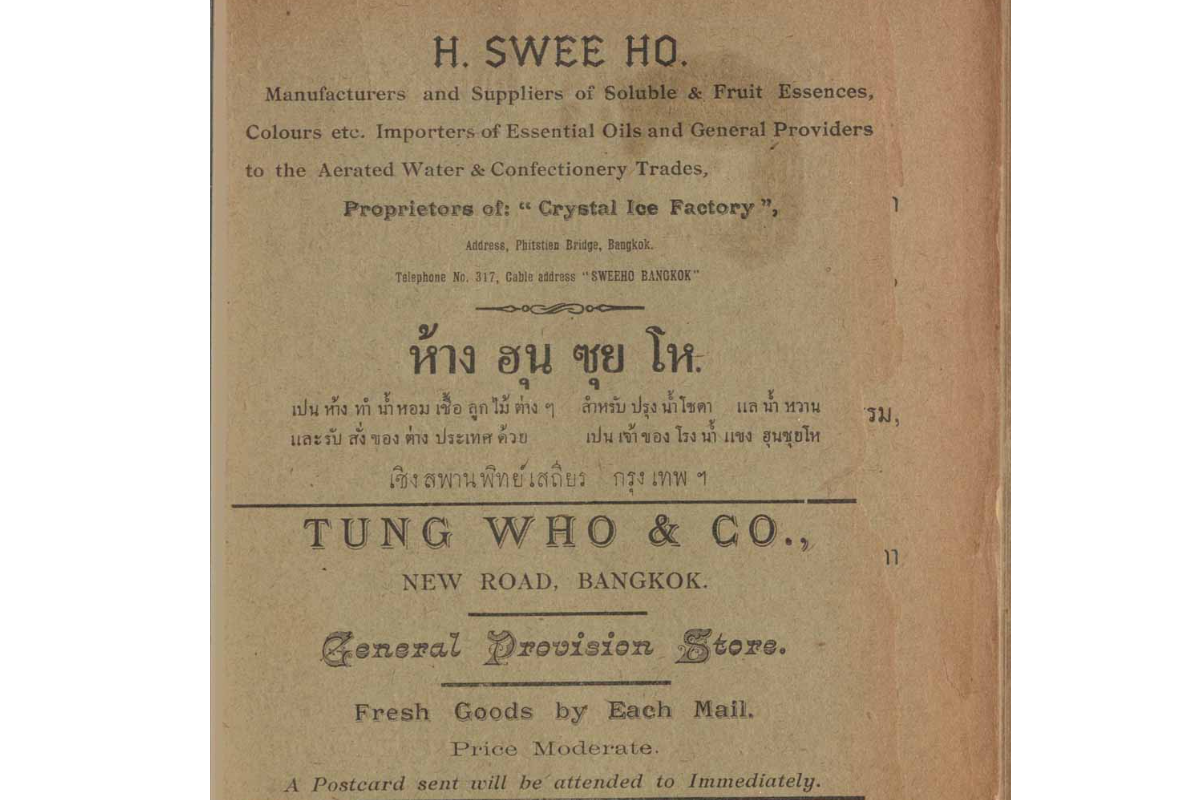 H. SWEE HO.
Manufacturers and Suppliers of Soluble & Fruit Essences,
Colours etc. Importers of Essential Oils and General Providers
to the Aerated Water & Confectionery Trades,
Proprietors of: “ Crystal Ice Factory ”,
Address, Phitstien Bridge, Bangkok.
Telephone No. 317, Cable address “SWEEHO BANGKOK”
ห้าง ฮุน ซุย โห.
เปน ห้าง ทำ น้ำหอม เชื้อ ลูกไม้ ต่าง ๆ สำหรับ ปรุง น้ำโซดา แล น้ำ หวาน
และรับ สั่ง ของ ต่าง ประเทศ ด้วย เปน เจ้า ของ โรง น้ำ แขง ฮุนซุยโห
เชิง สพาน พิทย์ เสถียร กรุง เทพ ฯ
รม,
TUNG WHO & CO.,
NEW ROAD, BANGKOK.
General Provision Store.
Fresh Goods by Each Mail.
Price Moderate.
A Postcard sent will be attended to Immediately.